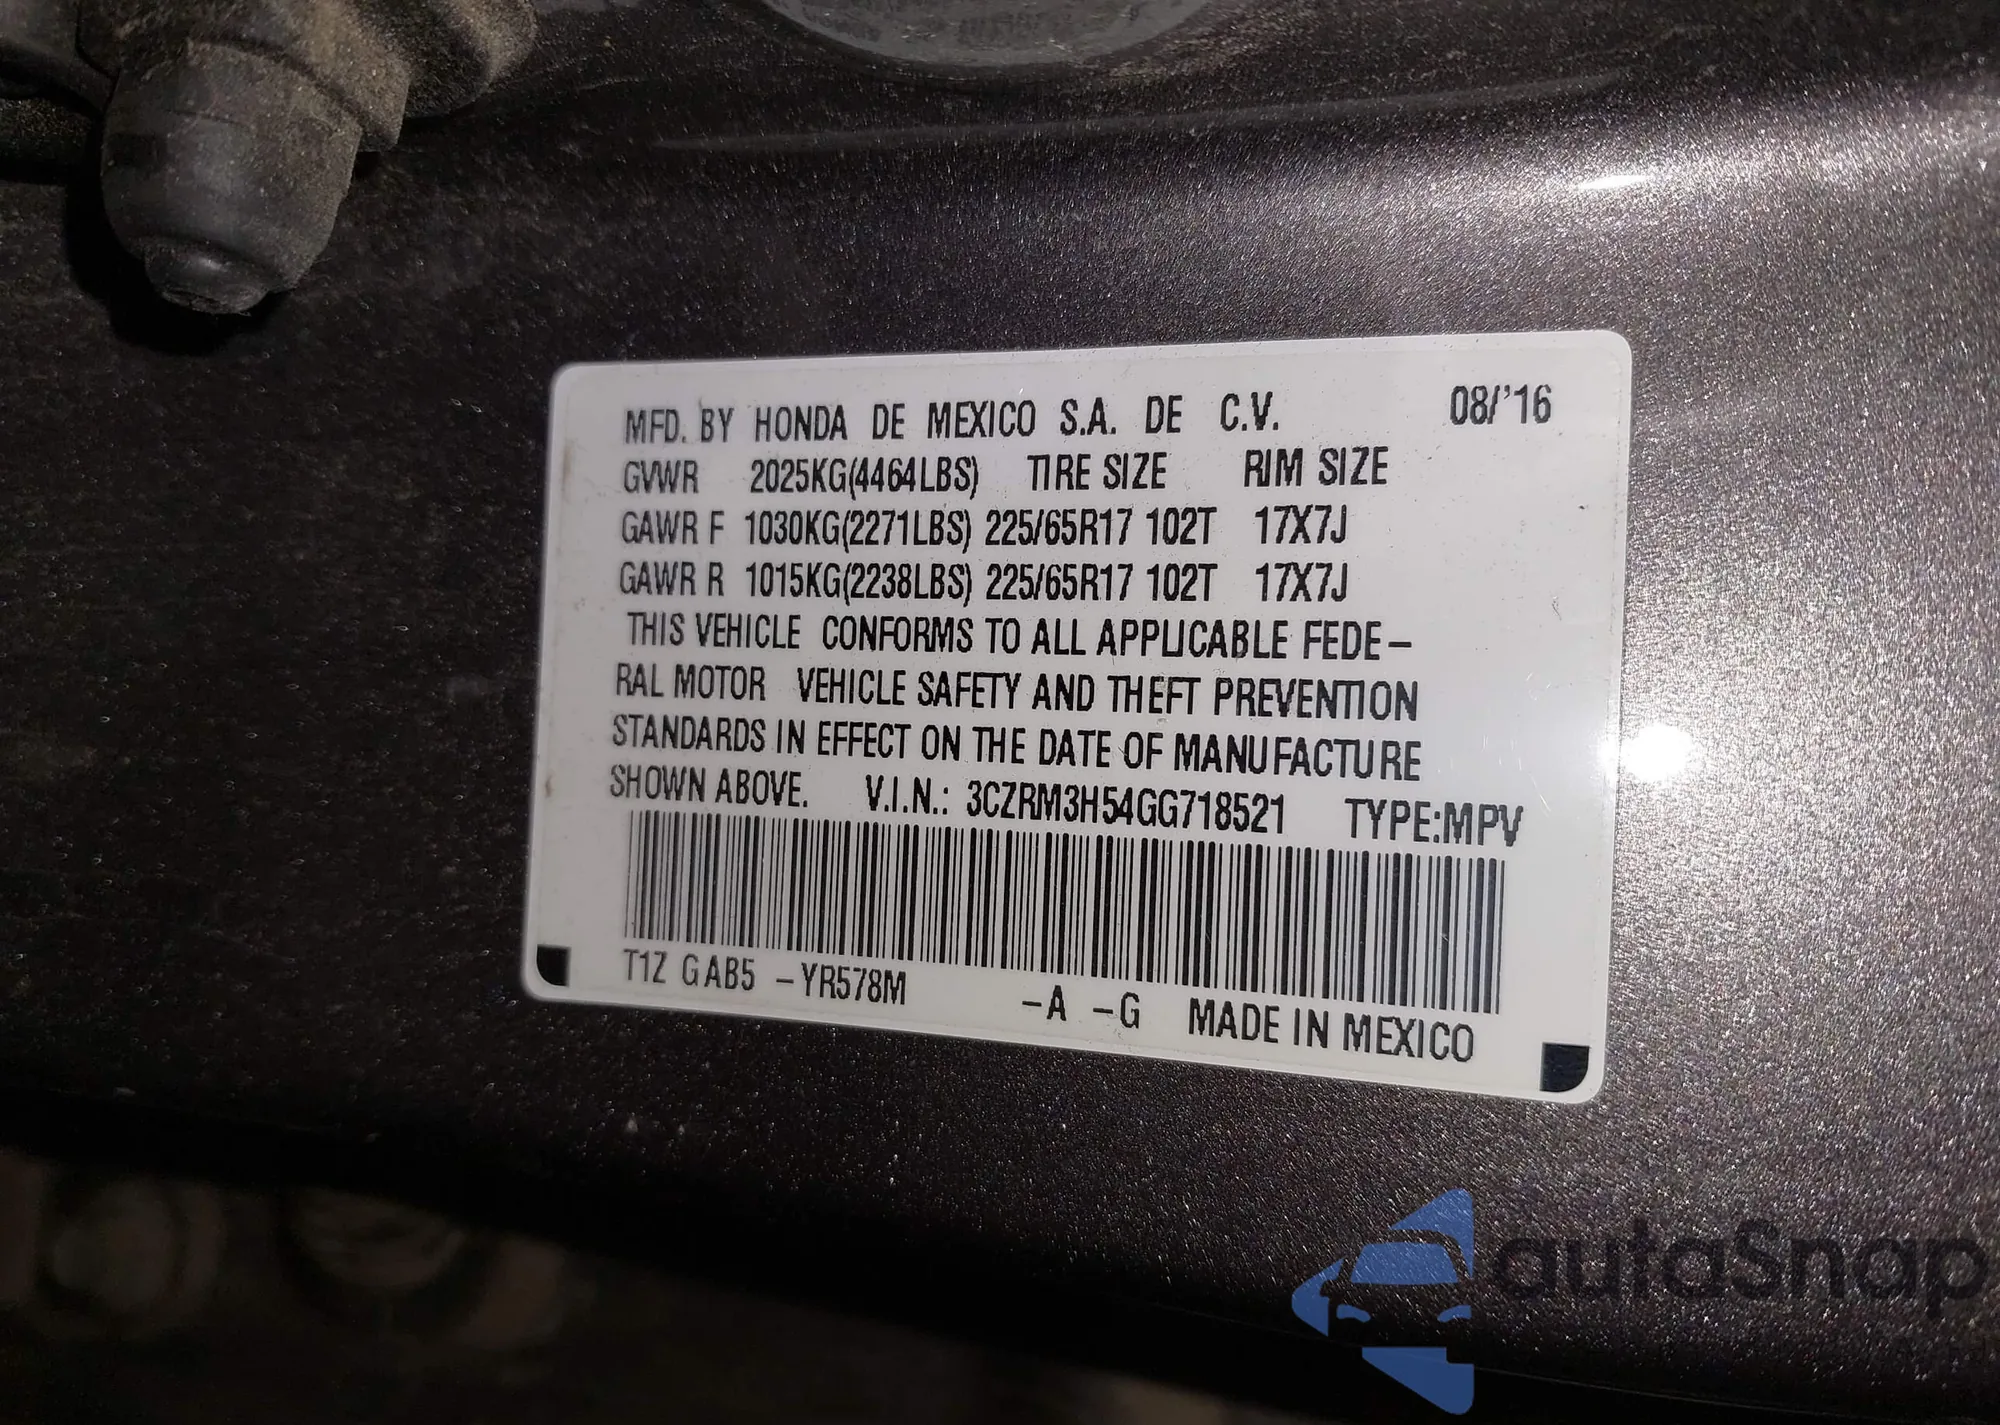 MFD. BY HONDA DE MEXICO S.A. DE C.V. 08/'16
GVWR 2025KG(4464LBS) TIRE SIZE RIM SIZE
GAWR F 1030KG(2271LBS) 225/65R17 102T 17X7J
GAWR R 1015KG(2238LBS) 225/65R17 102T 17X7J
THIS VEHICLE CONFORMS TO ALL APPLICABLE FEDE-
RAL MOTOR VEHICLE SAFETY AND THEFT PREVENTION
STANDARDS IN EFFECT ON THE DATE OF MANUFACTURE
SHOWN ABOVE. V.I.N.: 3CZRM3H54GG718521 TYPE:MPV
T1Z GAB5 -YR578M -A -G MADE IN MEXICO
autaSnap